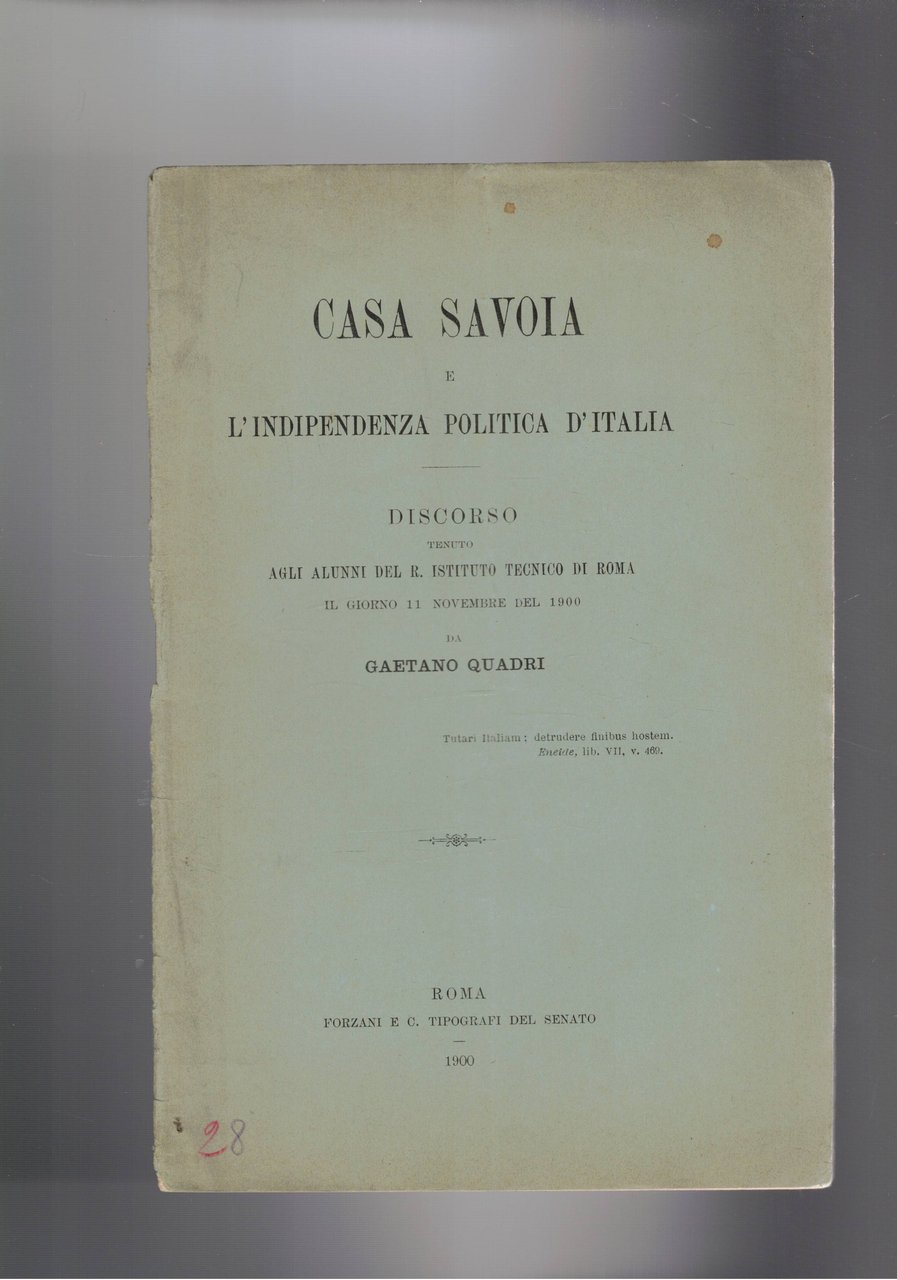 CASA SAVOIA
E
L'INDIPENDENZA POLITICA D'ITALIA
DISCORSO
TENUTO
AGLI ALUNNI DEL R. ISTITUTO TECNICO DI ROMA
IL GIORNO 11 NOVEMBRE DEL 1900
DA
GAETANO QUADRI
Tutari Italiam: detrudere finibus hostem.
Eneide, lib. VII, v. 469.
ROMA
FORZANI E C. TIPOGRAFI DEL SENATO
1900
28